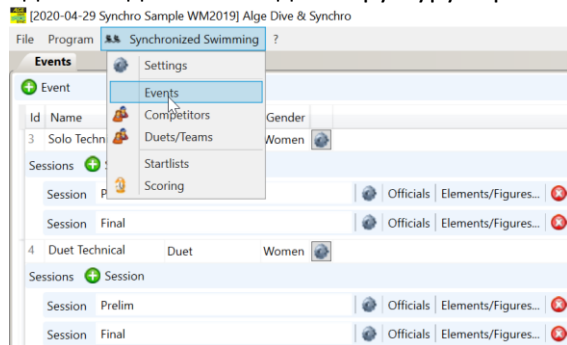 [2020-04-29 Synchro Sample WM2019] Alge Dive & Synchro
File Program Synchronized Swimming ?
Events
Settings
Event
Events
Id Name Competitors Gender
3 Solo Duets/Teams Women
Sessions
Startlists
Session Scoring Officials Elements/Figures...
Session Final Officials Elements/Figures...
4 Duet Technical Duet Women
Sessions Session
Session Prelim Officials Elements/Figures...
Session Final Officials Elements/Figures...